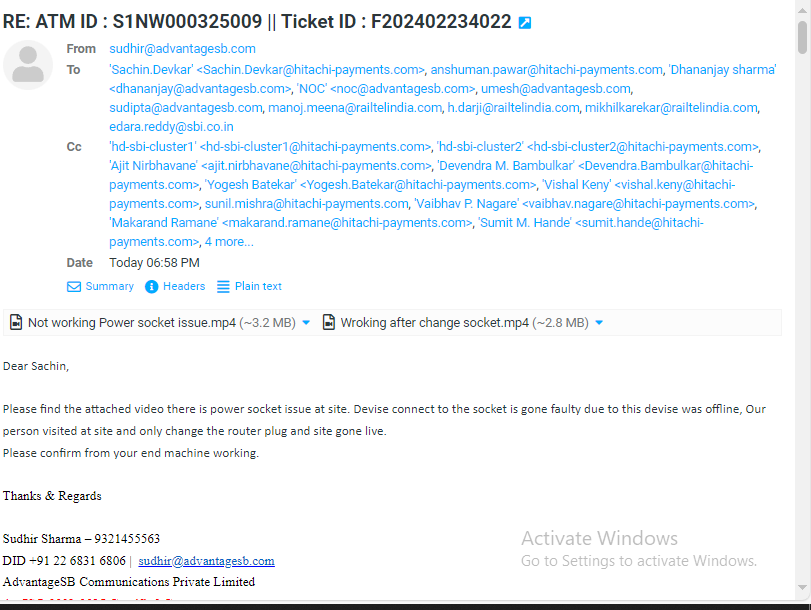 RE: ATM ID : S1NW000325009 || Ticket ID : F202402234022
From sudhir@advantagesb.com
To 'Sachin.Devkar' <Sachin.Devkar@hitachi-payments.com>, anshuman.pawar@hitachi-payments.com, 'Dhananjay sharma'
<dhananjay@advantagesb.com>, 'NOC' <noc@advantagesb.com>, umesh@advantagesb.com,
sudipta@advantagesb.com, manoj.meena@railtelindia.com, h.darji@railtelindia.com, mikhilkarekar@railtelindia.com,
edara.reddy@sbi.co.in
Cc 'hd-sbi-cluster1' <hd-sbi-cluster1@hitachi-payments.com>, 'hd-sbi-cluster2' <hd-sbi-cluster2@hitachi-payments.com>,
'Ajit Nirbhavane' <ajit.nirbhavane@hitachi-payments.com>, 'Devendra M. Bambulkar' <Devendra.Bambulkar@hitachi-
payments.com>, 'Yogesh Batekar' <Yogesh.Batekar@hitachi-payments.com>, 'Vishal Keny' <vishal.keny@hitachi-
payments.com>, sunil.mishra@hitachi-payments.com, 'Vaibhav P. Nagare' <vaibhav.nagare@hitachi-payments.com>,
'Makarand Ramane' <makarand.ramane@hitachi-payments.com>, 'Sumit M. Hande' <sumit.hande@hitachi-
payments.com>, 4 more...
Date Today 06:58 PM
Summary Headers Plain text
Not working Power socket issue.mp4 (~3.2 MB) Wroking after change socket.mp4 (~2.8 MB)
Dear Sachin,
Please find the attached video there is power socket issue at site. Devise connect to the socket is gone faulty due to this devise was offline, Our
person visited at site and only change the router plug and site gone live.
Please confirm from your end machine working.
Thanks & Regards
Sudhir Sharma – 9321455563
DID +91 22 6831 6806 | sudhir@advantagesb.com
AdvantageSB Communications Private Limited
Activate Windows
Go to Settings to activate Windows.